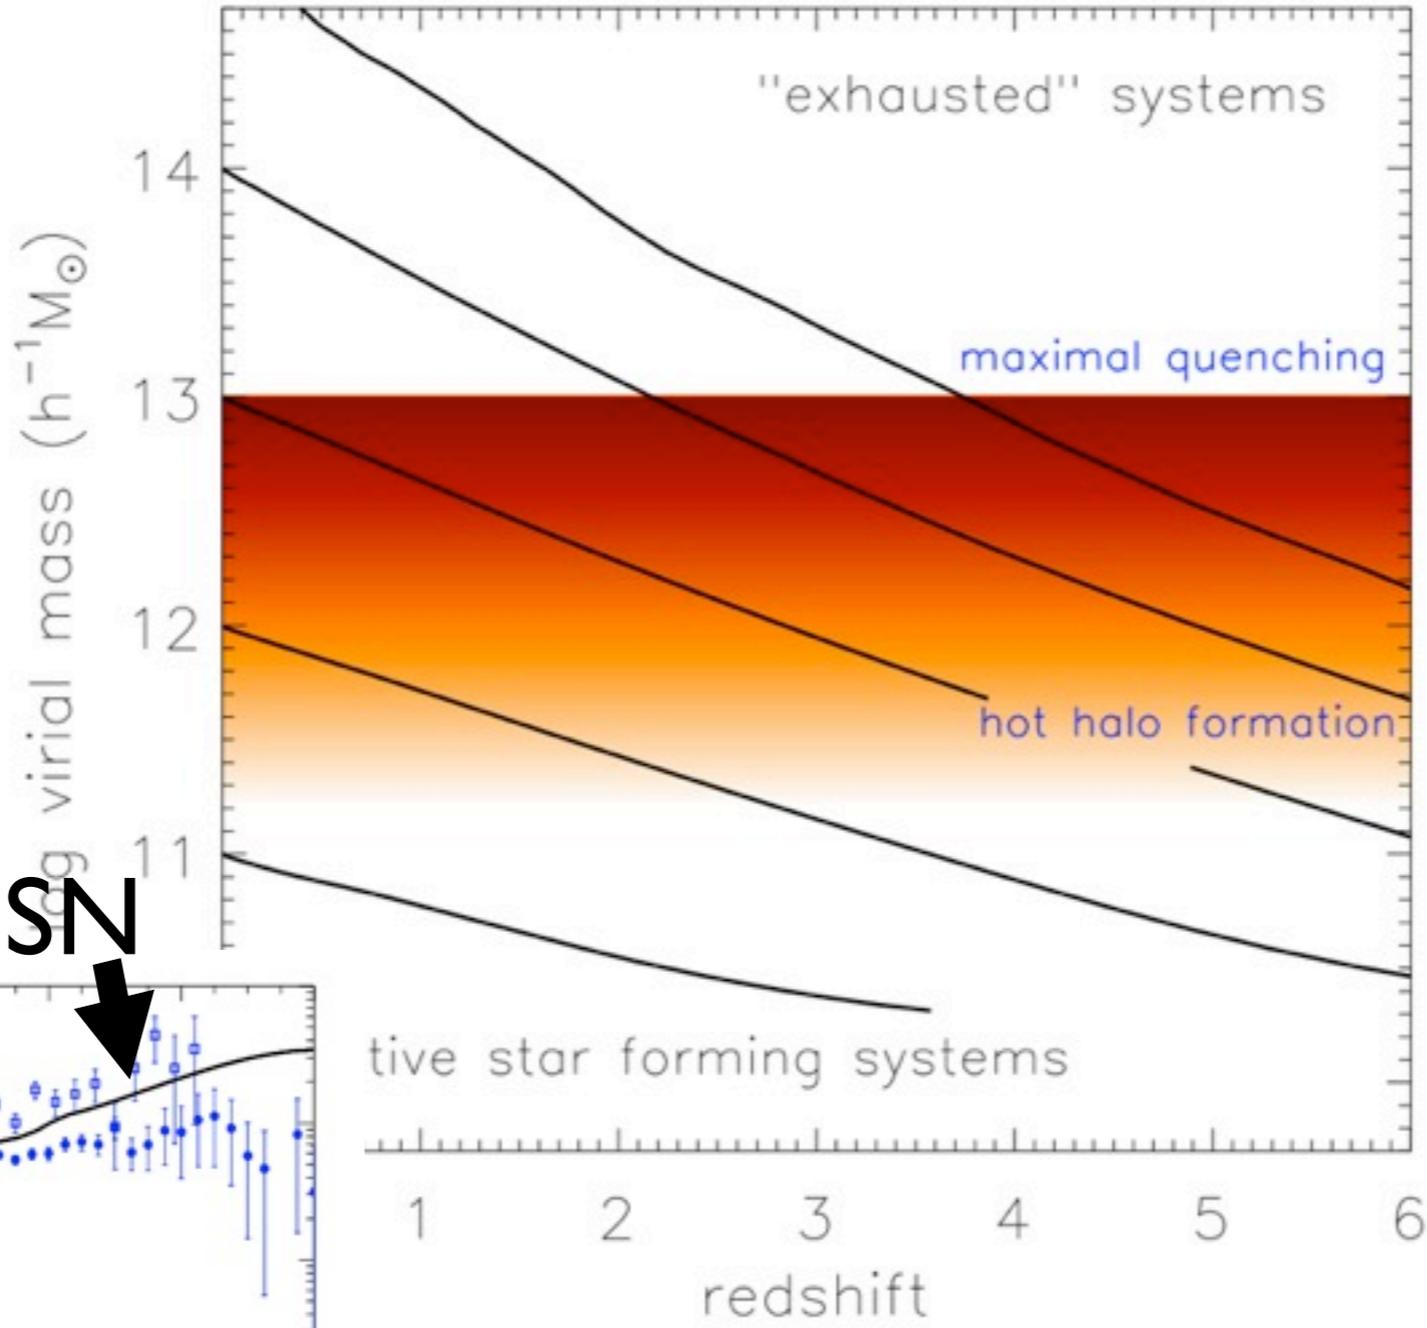 "exhausted" systems
14
maximal quenching
13
12
hot halo formation
11
virial mass (h⁻¹M☉)
SN
tive star forming systems
1 2 3 4 5 6
redshift